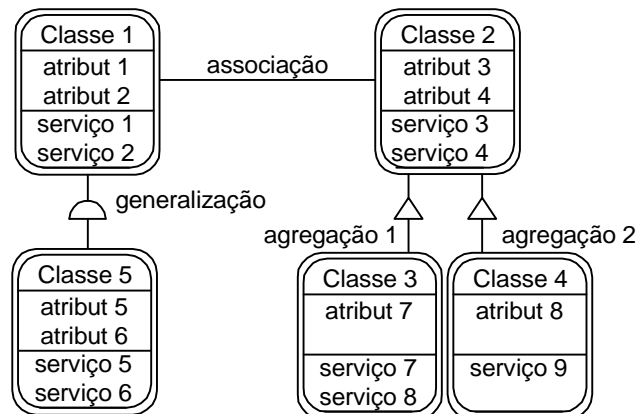 Classe 1
atribut 1
atribut 2
serviço 1
serviço 2
associação
Classe 2
atribut 3
atribut 4
serviço 3
serviço 4
generalização
agregação 1
agregação 2
Classe 5
atribut 5
atribut 6
serviço 5
serviço 6
Classe 3
atribut 7
serviço 7
serviço 8
Classe 4
atribut 8
serviço 9